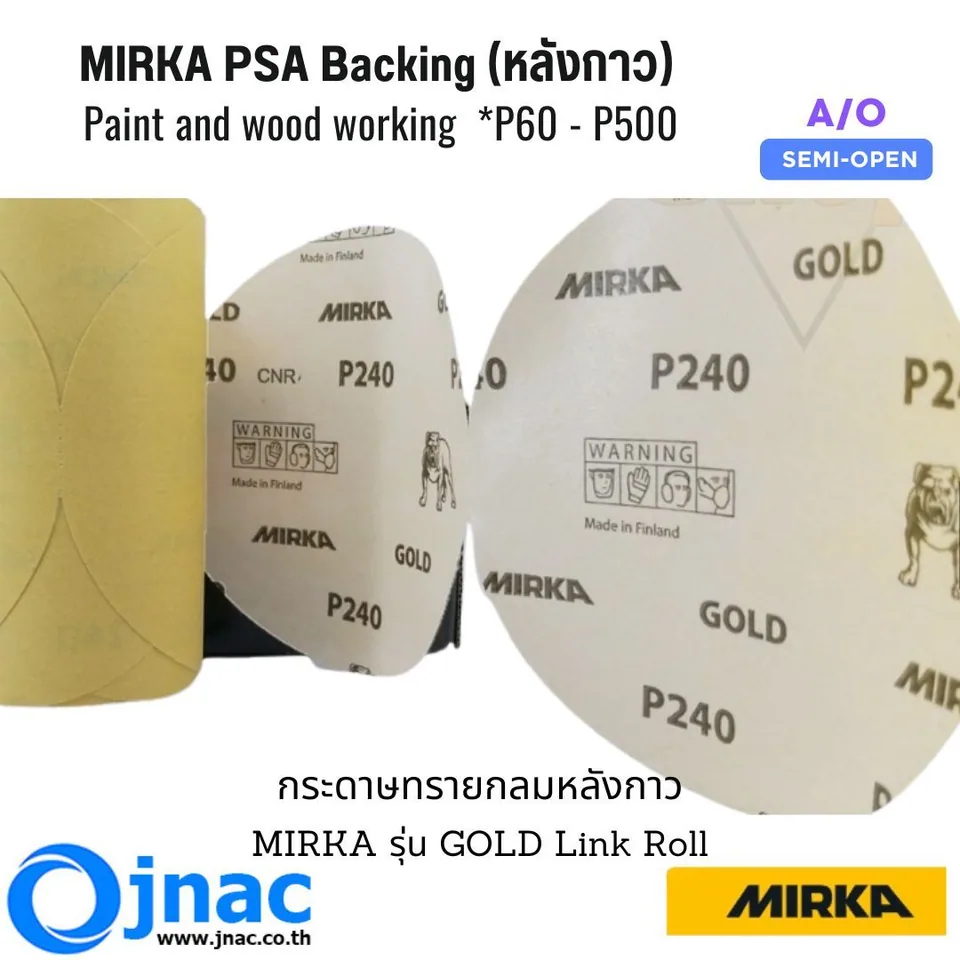 MIRKA PSA Backing (หลังกาว)
Paint and wood working *P60 - P500
A/O
SEMI-OPEN
Made in Finland
MIRKA
P240
CNR
WARNING
Made in Finland
MIRKA
GOLD
P240
MIRKA
GOLD
P240
WARNING
Made in Finland
MIRKA
GOLD
P240
กระดาษทรายกลมหลังกาว
MIRKA รุ่น GOLD Link Roll
jnac
www.jnac.co.th
MIRKA